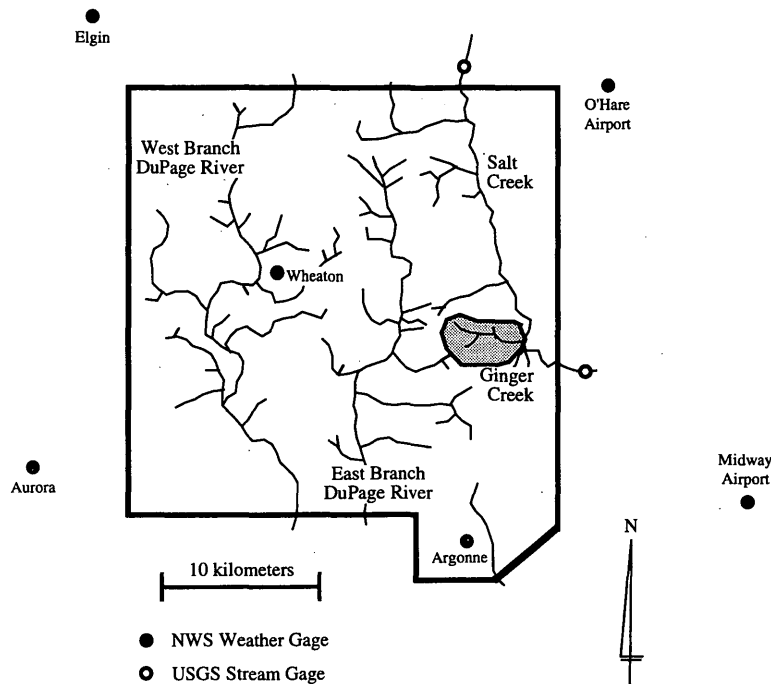 Elgin
O'Hare
Airport
West Branch
DuPage River
Salt
Creek
Wheaton
Ginger
Creek
Aurora
Midway
Airport
East Branch
DuPage River
Argonne
N
10 kilometers
NWS Weather Gage
USGS Stream Gage